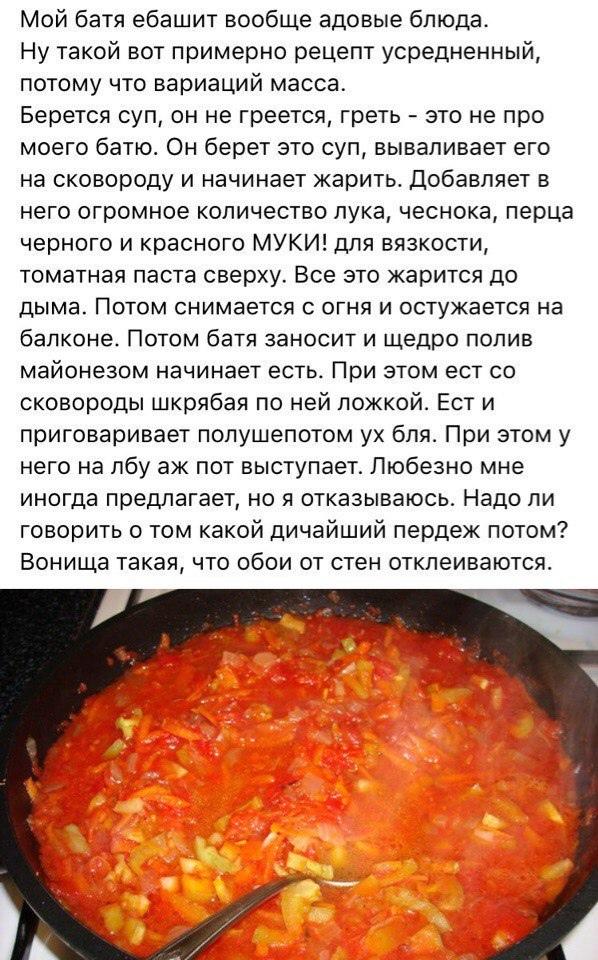 Мой батя ебашит вообще адовые блюда.
Ну такой вот примерно рецепт усредненный,
потому что вариаций масса.
Берется суп, он не греется, греть - это не про
моего батю. Он берет это суп, вываливает его
на сковороду и начинает жарить. Добавляет в
него огромное количество лука, чеснока, перца
черного и красного МУКИ! для вязкости,
томатная паста сверху. Все это жарится до
дыма. Потом снимается с огня и остужается на
балконе. Потом батя заносит и щедро полив
майонезом начинает есть. При этом ест со
сковороды шкрябая по ней ложкой. Ест и
приговаривает полушепотом ух бля. При этом у
него на лбу аж пот выступает. Любезно мне
иногда предлагает, но я отказываюсь. Надо ли
говорить о том какой дичайший пердеж потом?
Вонища такая, что обои от стен отклеиваются.